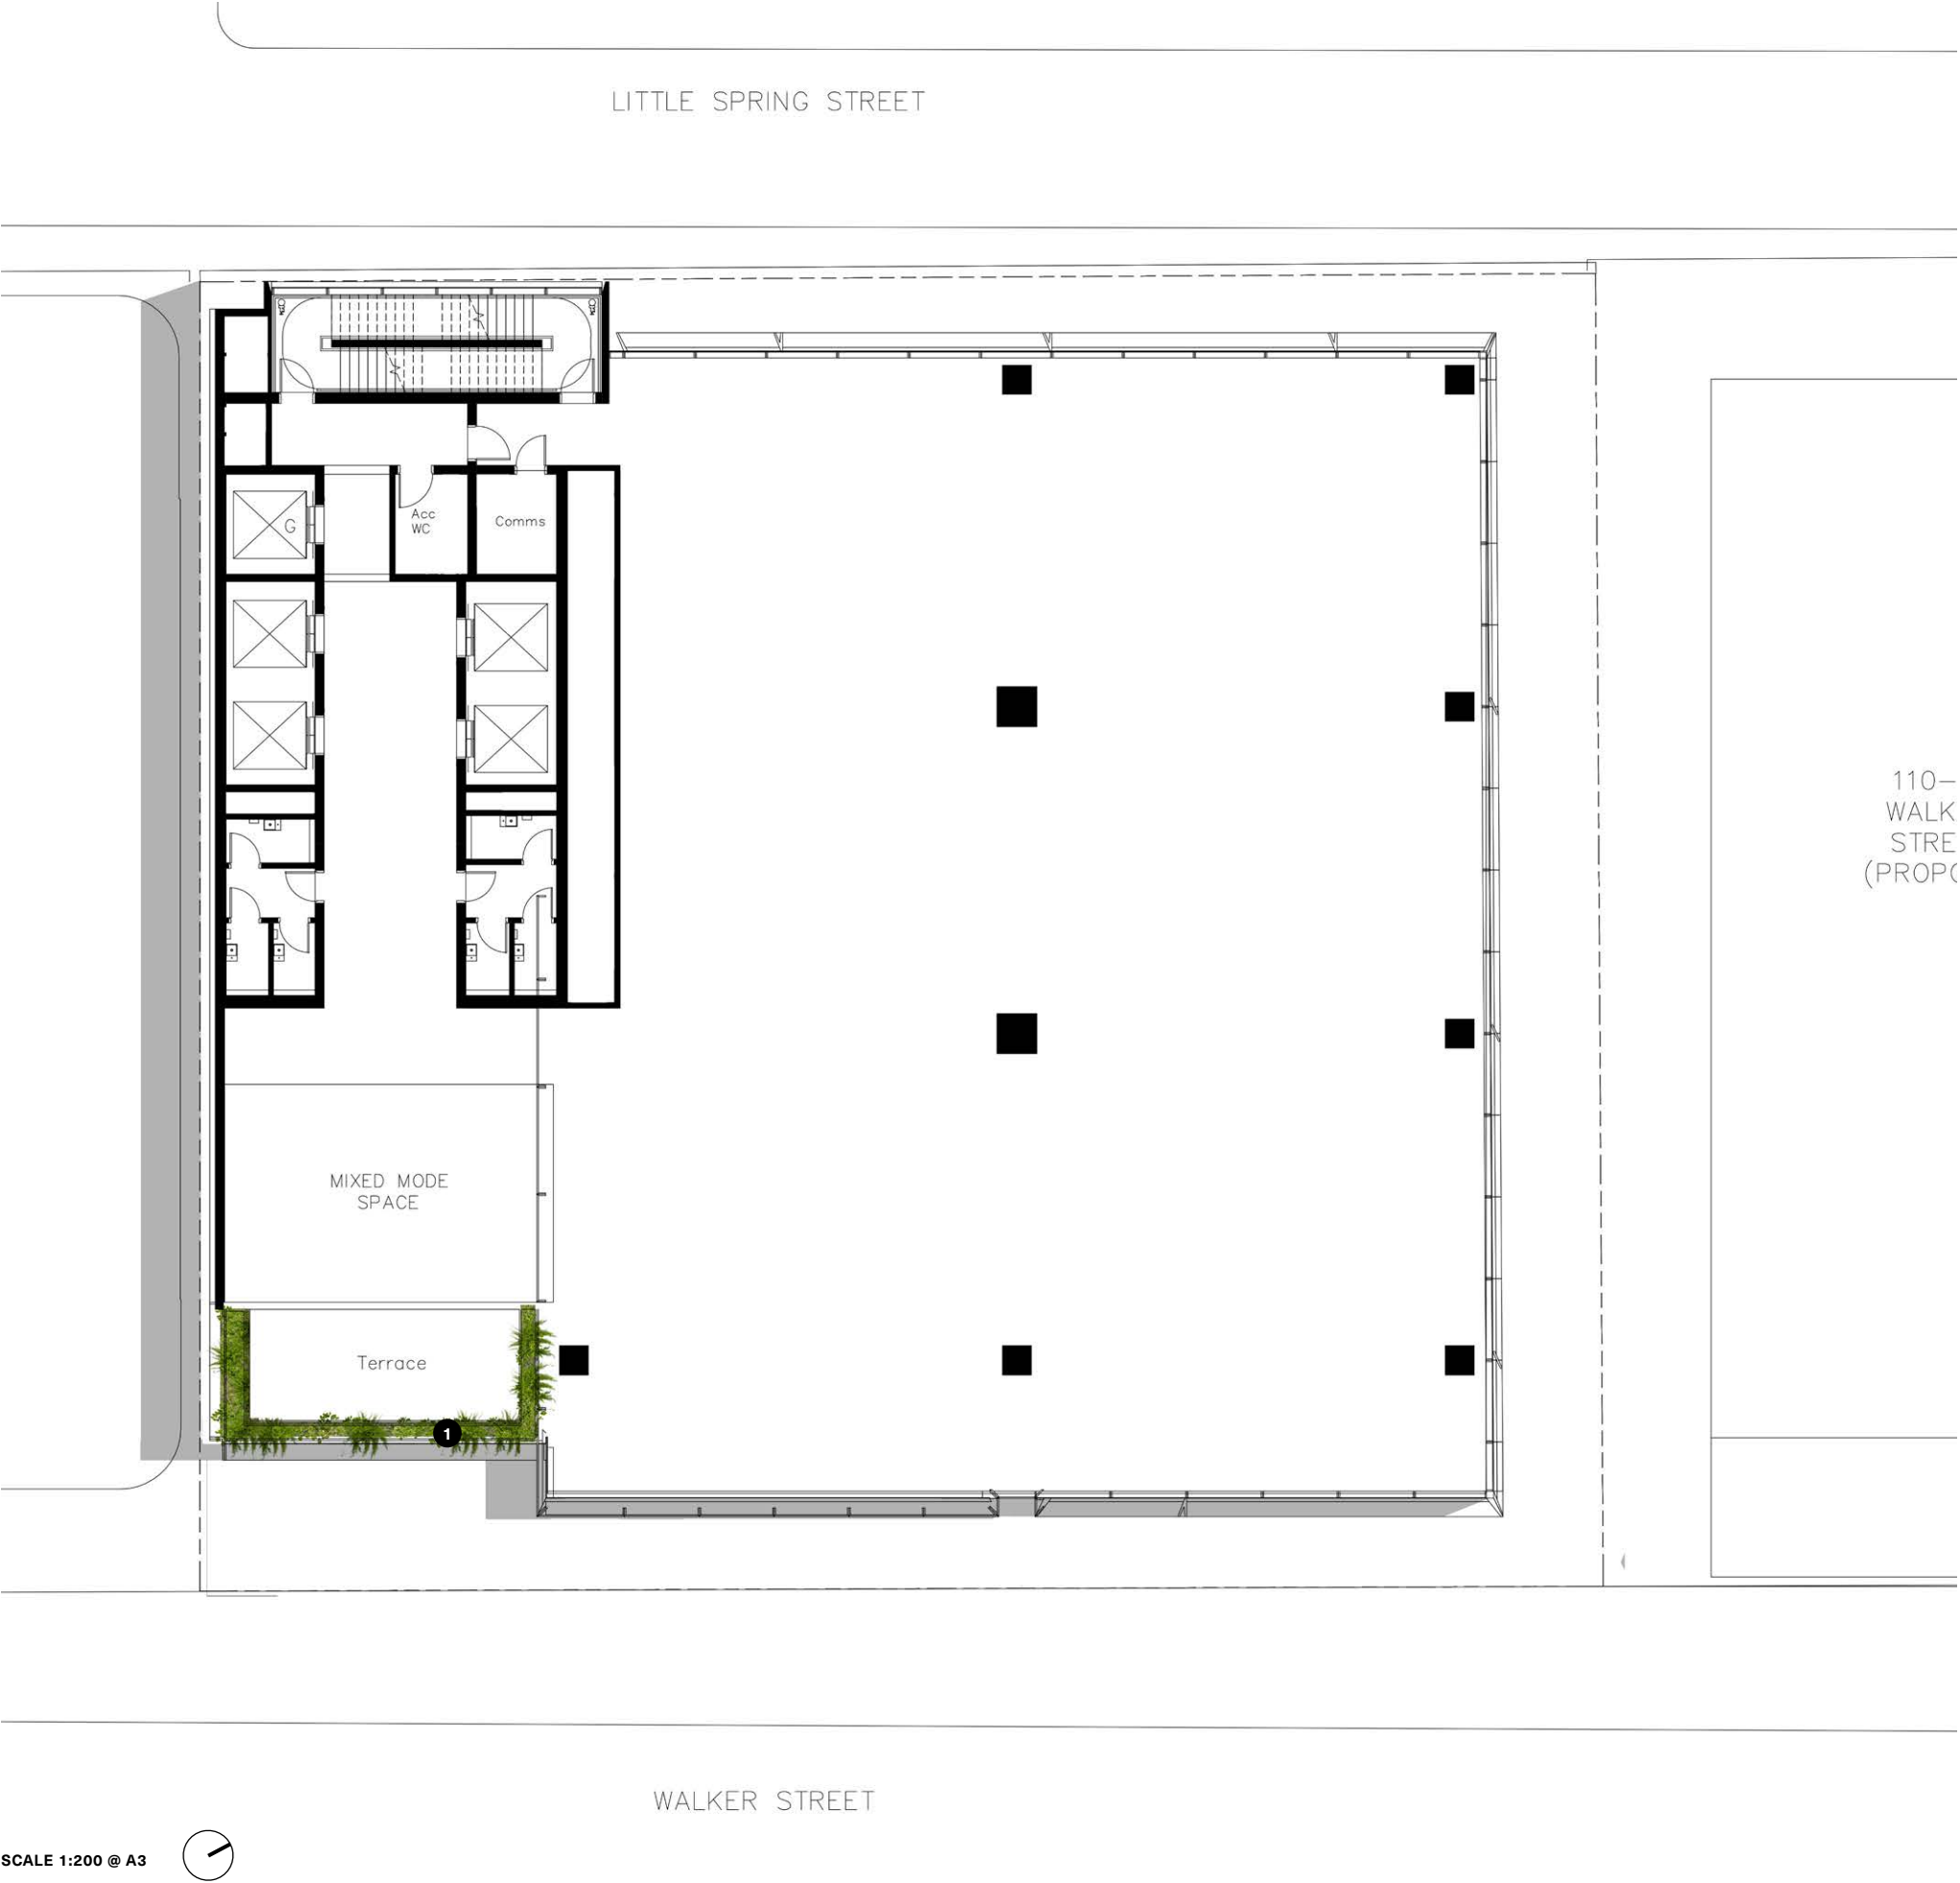 LITTLE SPRING STREET
G
Acc
WC
Comms
110-
WALK
STRE
(PROPO
MIXED MODE
SPACE
Terrace
1
WALKER STREET
SCALE 1:200 @ A3